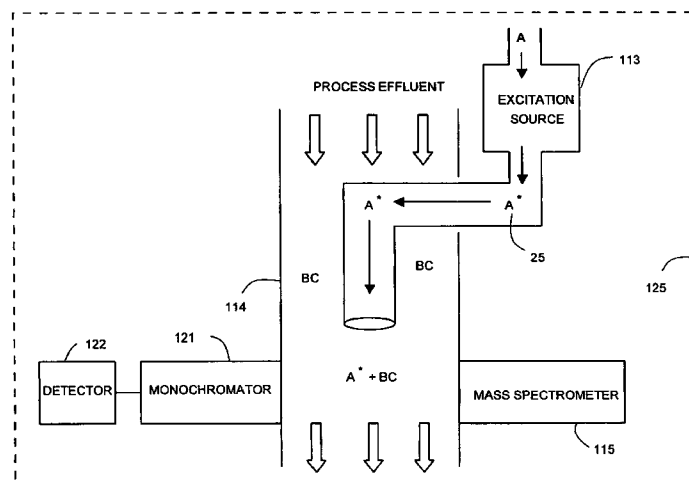 A
113
PROCESS EFFLUENT
EXCITATION
SOURCE
A*
A*
25
BC
BC
114
125
122
121
DETECTOR
MONOCHROMATOR
A* + BC
MASS SPECTROMETER
115